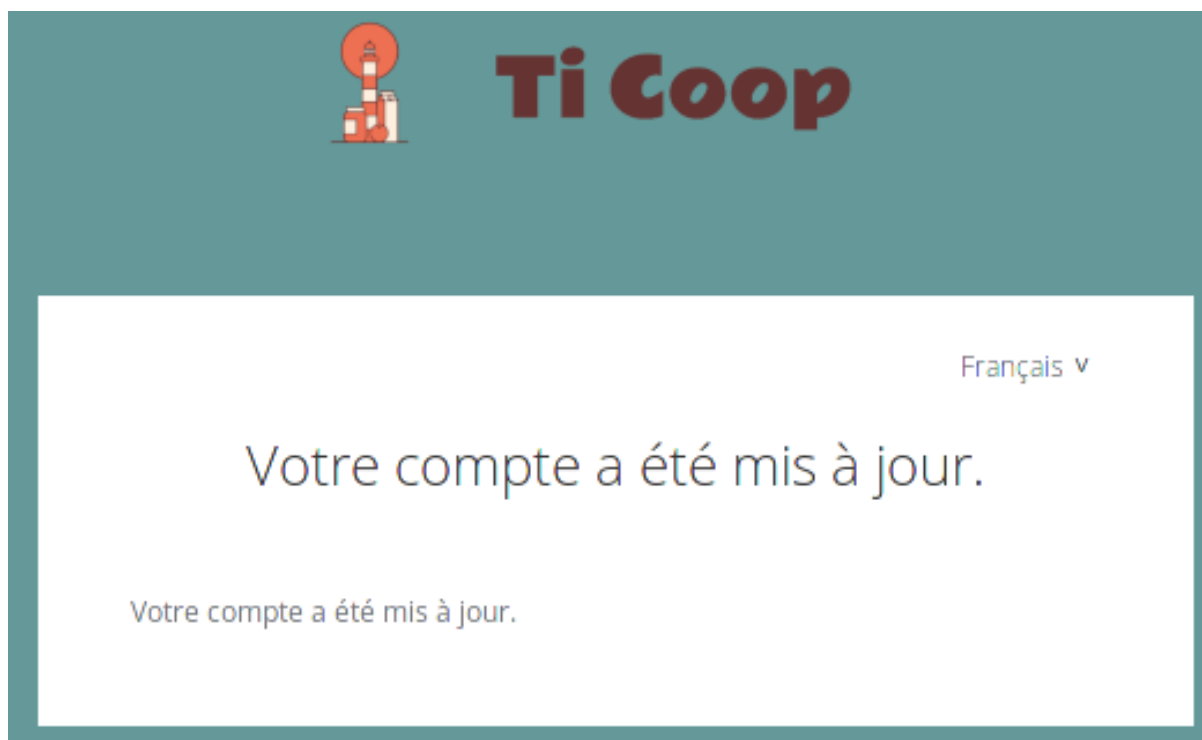 Ti Coop
Français v
Votre compte a été mis à jour.
Votre compte a été mis à jour.